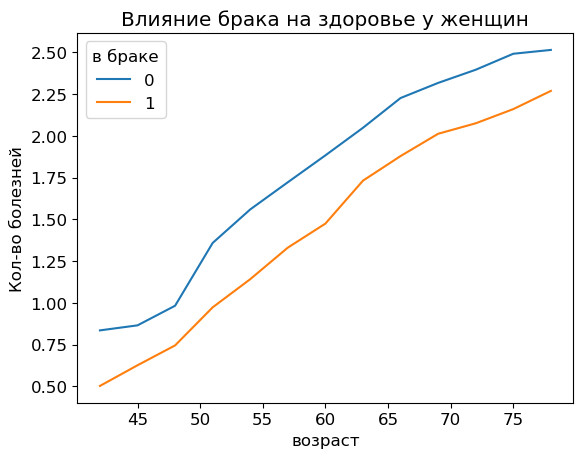 Влияние брака на здоровье у женщин
в браке
0
1
Кол-во болезней
2.50
2.25
2.00
1.75
1.50
1.25
1.00
0.75
0.50
45 50 55 60 65 70 75
возраст